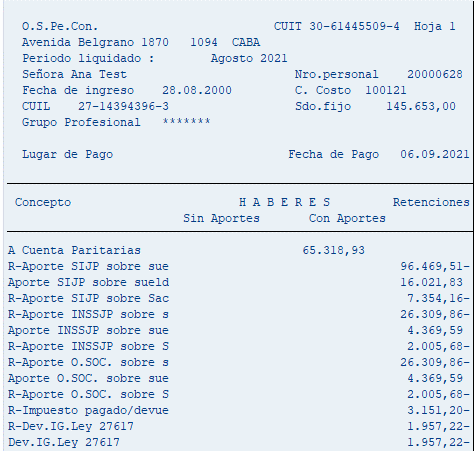 O.S.Pe.Con. CUIT 30-61445509-4 Hoja 1
Avenida Belgrano 1870 1094 CABA
Periodo liquidado : Agosto 2021
Señora Ana Test Nro.personal 20000628
Fecha de ingreso 28.08.2000 C. Costo 100121
CUIL 27-14394396-3 Sdo.fijo 145.653,00
Grupo Profesional *******
Lugar de Pago Fecha de Pago 06.09.2021
Concepto H A B E R E S Retenciones
Sin Aportes Con Aportes
A Cuenta Paritarias 65.318,93
R-Aporte SIJP sobre sue 96.469,51-
Aporte SIJP sobre sueld 16.021,83
R-Aporte SIJP sobre Sac 7.354,16-
R-Aporte INSSJP sobre s 26.309,86-
Aporte INSSJP sobre sue 4.369,59
R-Aporte INSSJP sobre S 2.005,68-
R-Aporte O.SOC. sobre s 26.309,86-
Aporte O.SOC. sobre sue 4.369,59
R-Aporte O.SOC. sobre S 2.005,68-
R-Impuesto pagado/devue 3.151,20-
R-Dev.IG.Ley 27617 1.957,22-
Dev.IG.Ley 27617 1.957,22-